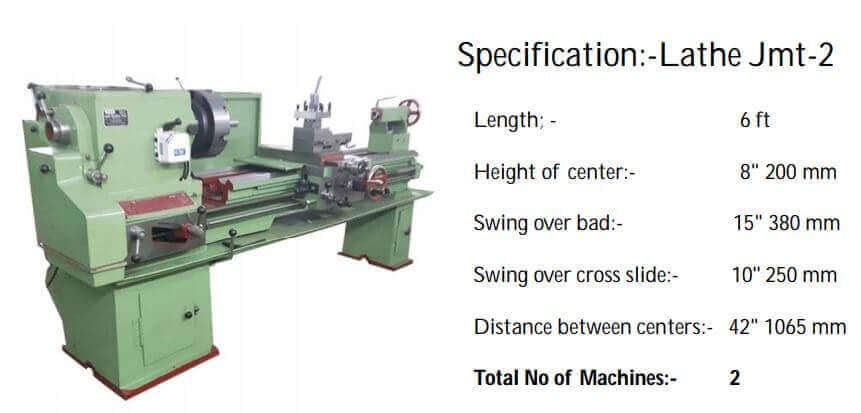 Specification:-Lathe Jmt-2
Length; - 6 ft
Height of center:- 8" 200 mm
Swing over bad:- 15" 380 mm
Swing over cross slide:- 10" 250 mm
Distance between centers:- 42" 1065 mm
Total No of Machines:- 2